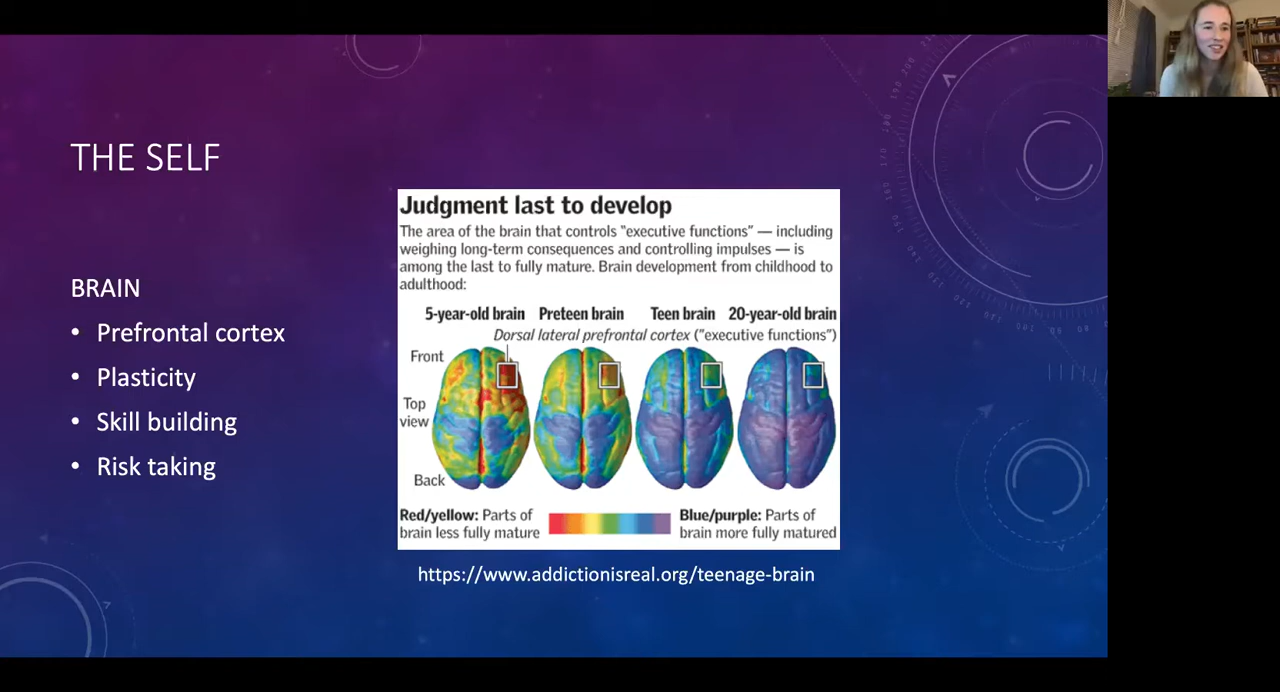 THE SELF
BRAIN
• Prefrontal cortex
• Plasticity
• Skill building
• Risk taking
Judgment last to develop
The area of the brain that controls "executive functions" — including
weighing long-term consequences and controlling impulses — is
among the last to fully mature. Brain development from childhood to
adulthood:
5-year-old brain Preteen brain Teen brain 20-year-old brain
Dorsal lateral prefrontal cortex ("executive functions")
Front
Top
view
Back
Red/yellow: Parts of
brain less fully mature
Blue/purple: Parts of
brain more fully matured
https://www.addictionisreal.org/teenage-brain